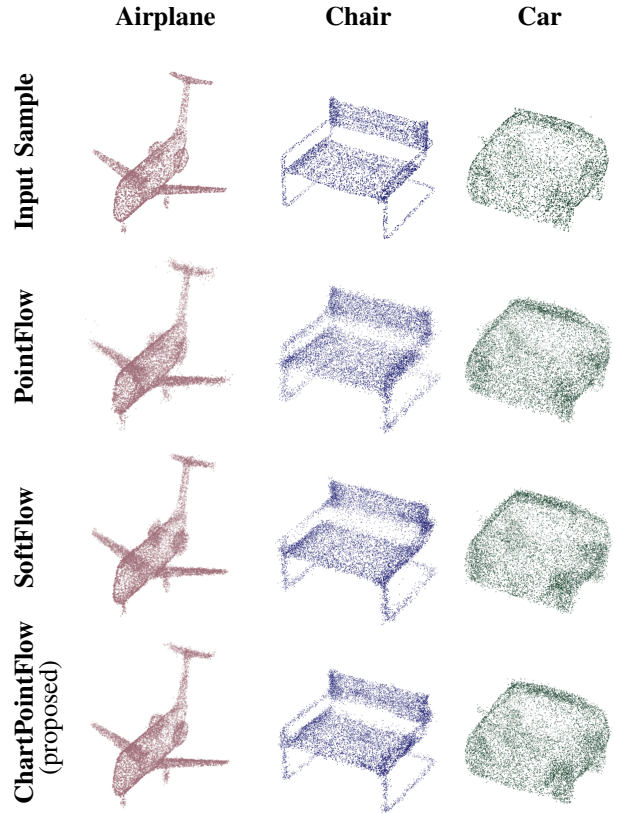 Airplane Chair Car
Input Sample
PointFlow
SoftFlow
ChartPointFlow
(proposed)